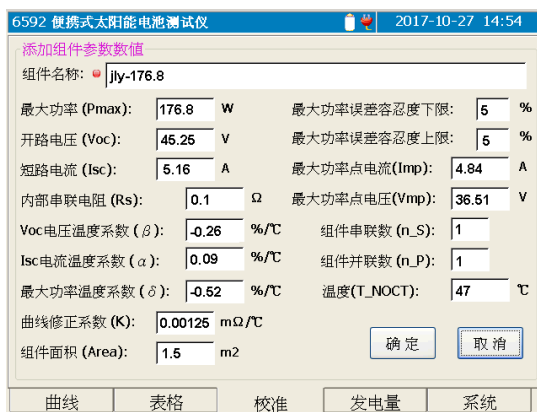 6592 便携式太阳能电池测试仪 2017-10-27 14:54
添加组件参数数值
组件名称: jly-176.8
最大功率 (Pmax): 176.8 W 最大功率误差容忍度下限: 5 %
开路电压 (Voc): 45.25 V 最大功率误差容忍度上限: 5 %
短路电流 (Isc): 5.16 A 最大功率点电流(Imp): 4.84 A
内部串联电阻 (Rs): 0.1 Ω 最大功率点电压(Vmp): 36.51 V
Voc电压温度系数 (β): -0.26 %/℃ 组件串联数 (n_S): 1
Isc电流温度系数 (α): 0.09 %/℃ 组件并联数 (n_P): 1
最大功率温度系数 (δ): -0.52 %/℃ 温度(T_NOCT): 47 ℃
曲线修正系数 (K): 0.00125 mΩ/℃
组件面积 (Area): 1.5 m2 确定 取消
曲线 表格 校准 发电量 系统